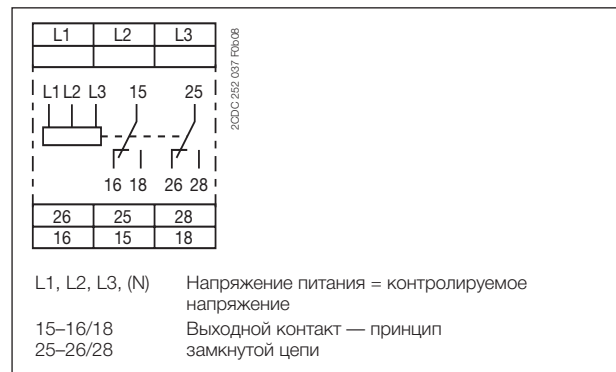 L1 L2 L3
2CDC 252 037 F0b08
L1 L2 L3 15 25
16 18 26 28
26 25 28
16 15 18
L1, L2, L3, (N) Напряжение питания = контролируемое
напряжение
15–16/18 Выходной контакт — принцип
25–26/28 замкнутой цепи